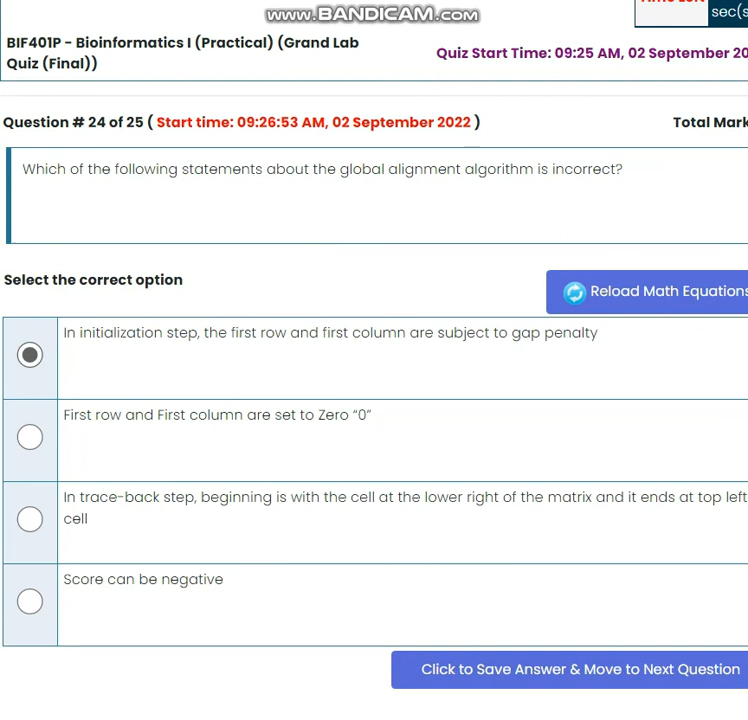 www.BANDICAM.com
sec(s
BIF401P - Bioinformatics I (Practical) (Grand Lab
Quiz (Final))
Quiz Start Time: 09:25 AM, 02 September 20
Question # 24 of 25 ( Start time: 09:26:53 AM, 02 September 2022 )
Total Mark
Which of the following statements about the global alignment algorithm is incorrect?
Select the correct option
Reload Math Equations
In initialization step, the first row and first column are subject to gap penalty
First row and First column are set to Zero “0”
In trace-back step, beginning is with the cell at the lower right of the matrix and it ends at top left
cell
Score can be negative
Click to Save Answer & Move to Next Question